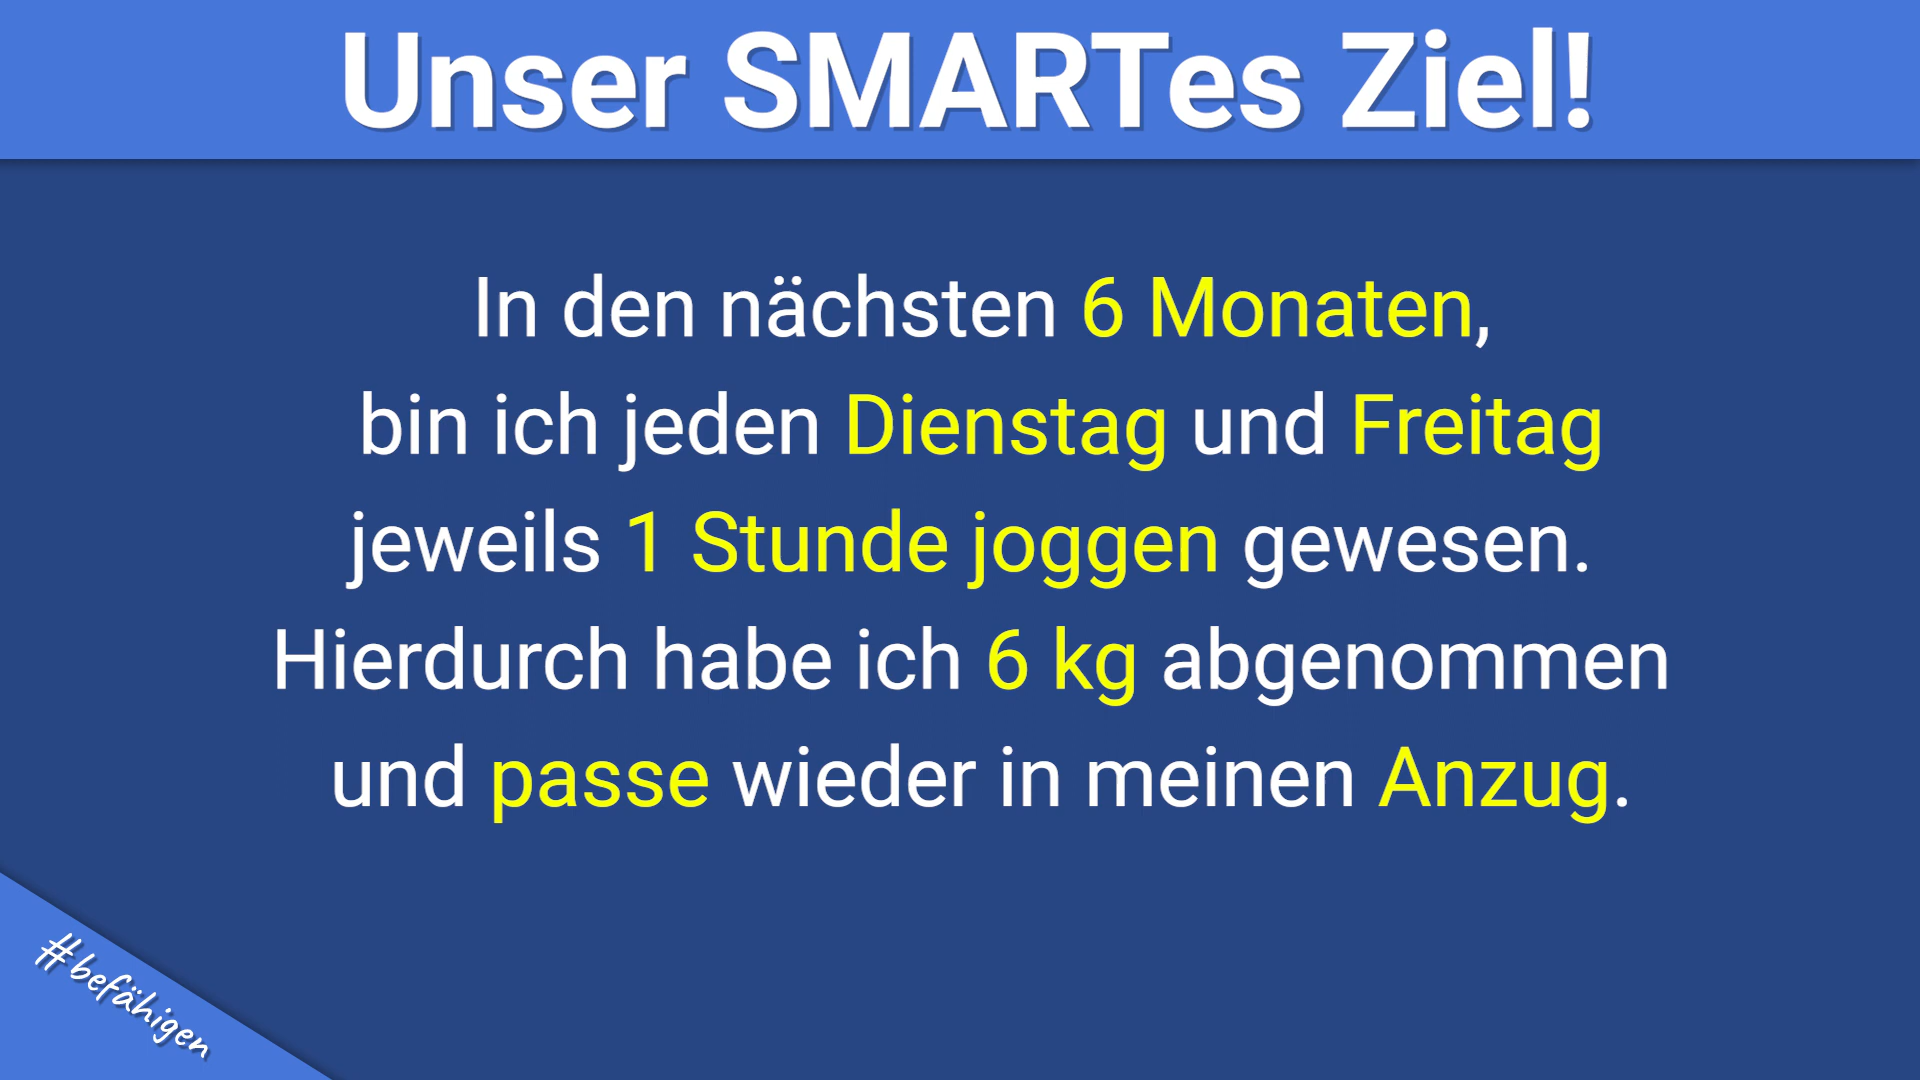 Unser SMARTes Ziel!
In den nächsten 6 Monaten,
bin ich jeden Dienstag und Freitag
jeweils 1 Stunde joggen gewesen.
Hierdurch habe ich 6 kg abgenommen
und passe wieder in meinen Anzug.
#befähigen